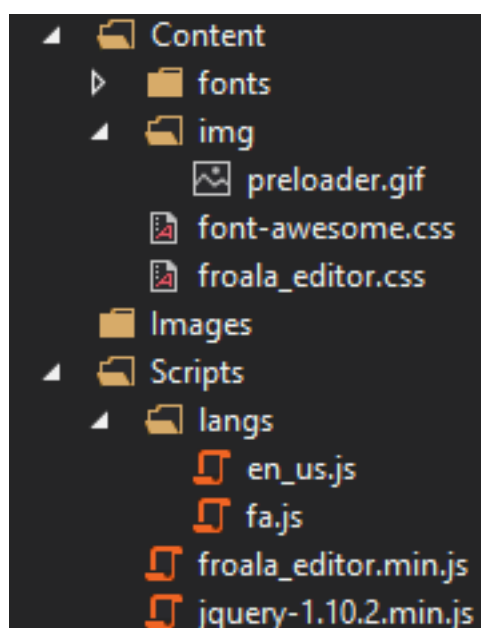 Content
fonts
img
preloader.gif
font-awesome.css
froala_editor.css
Images
Scripts
langs
en_us.js
fa.js
froala_editor.min.js
jquery-1.10.2.min.js